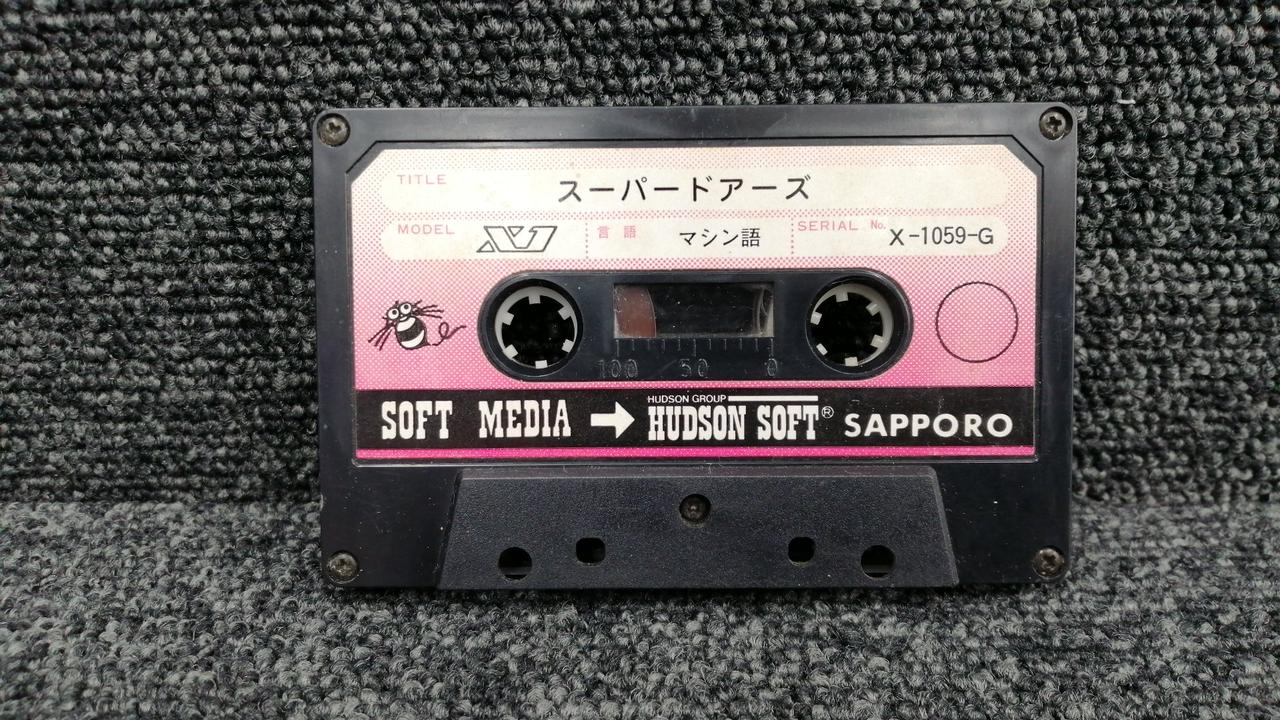 TITLE スーパードアーズ
MODEL X1 言語 マシン語 SERIAL No. X-1059-G
100 50 0
HUDSON GROUP
SOFT MEDIA → HUDSON SOFT® SAPPORO